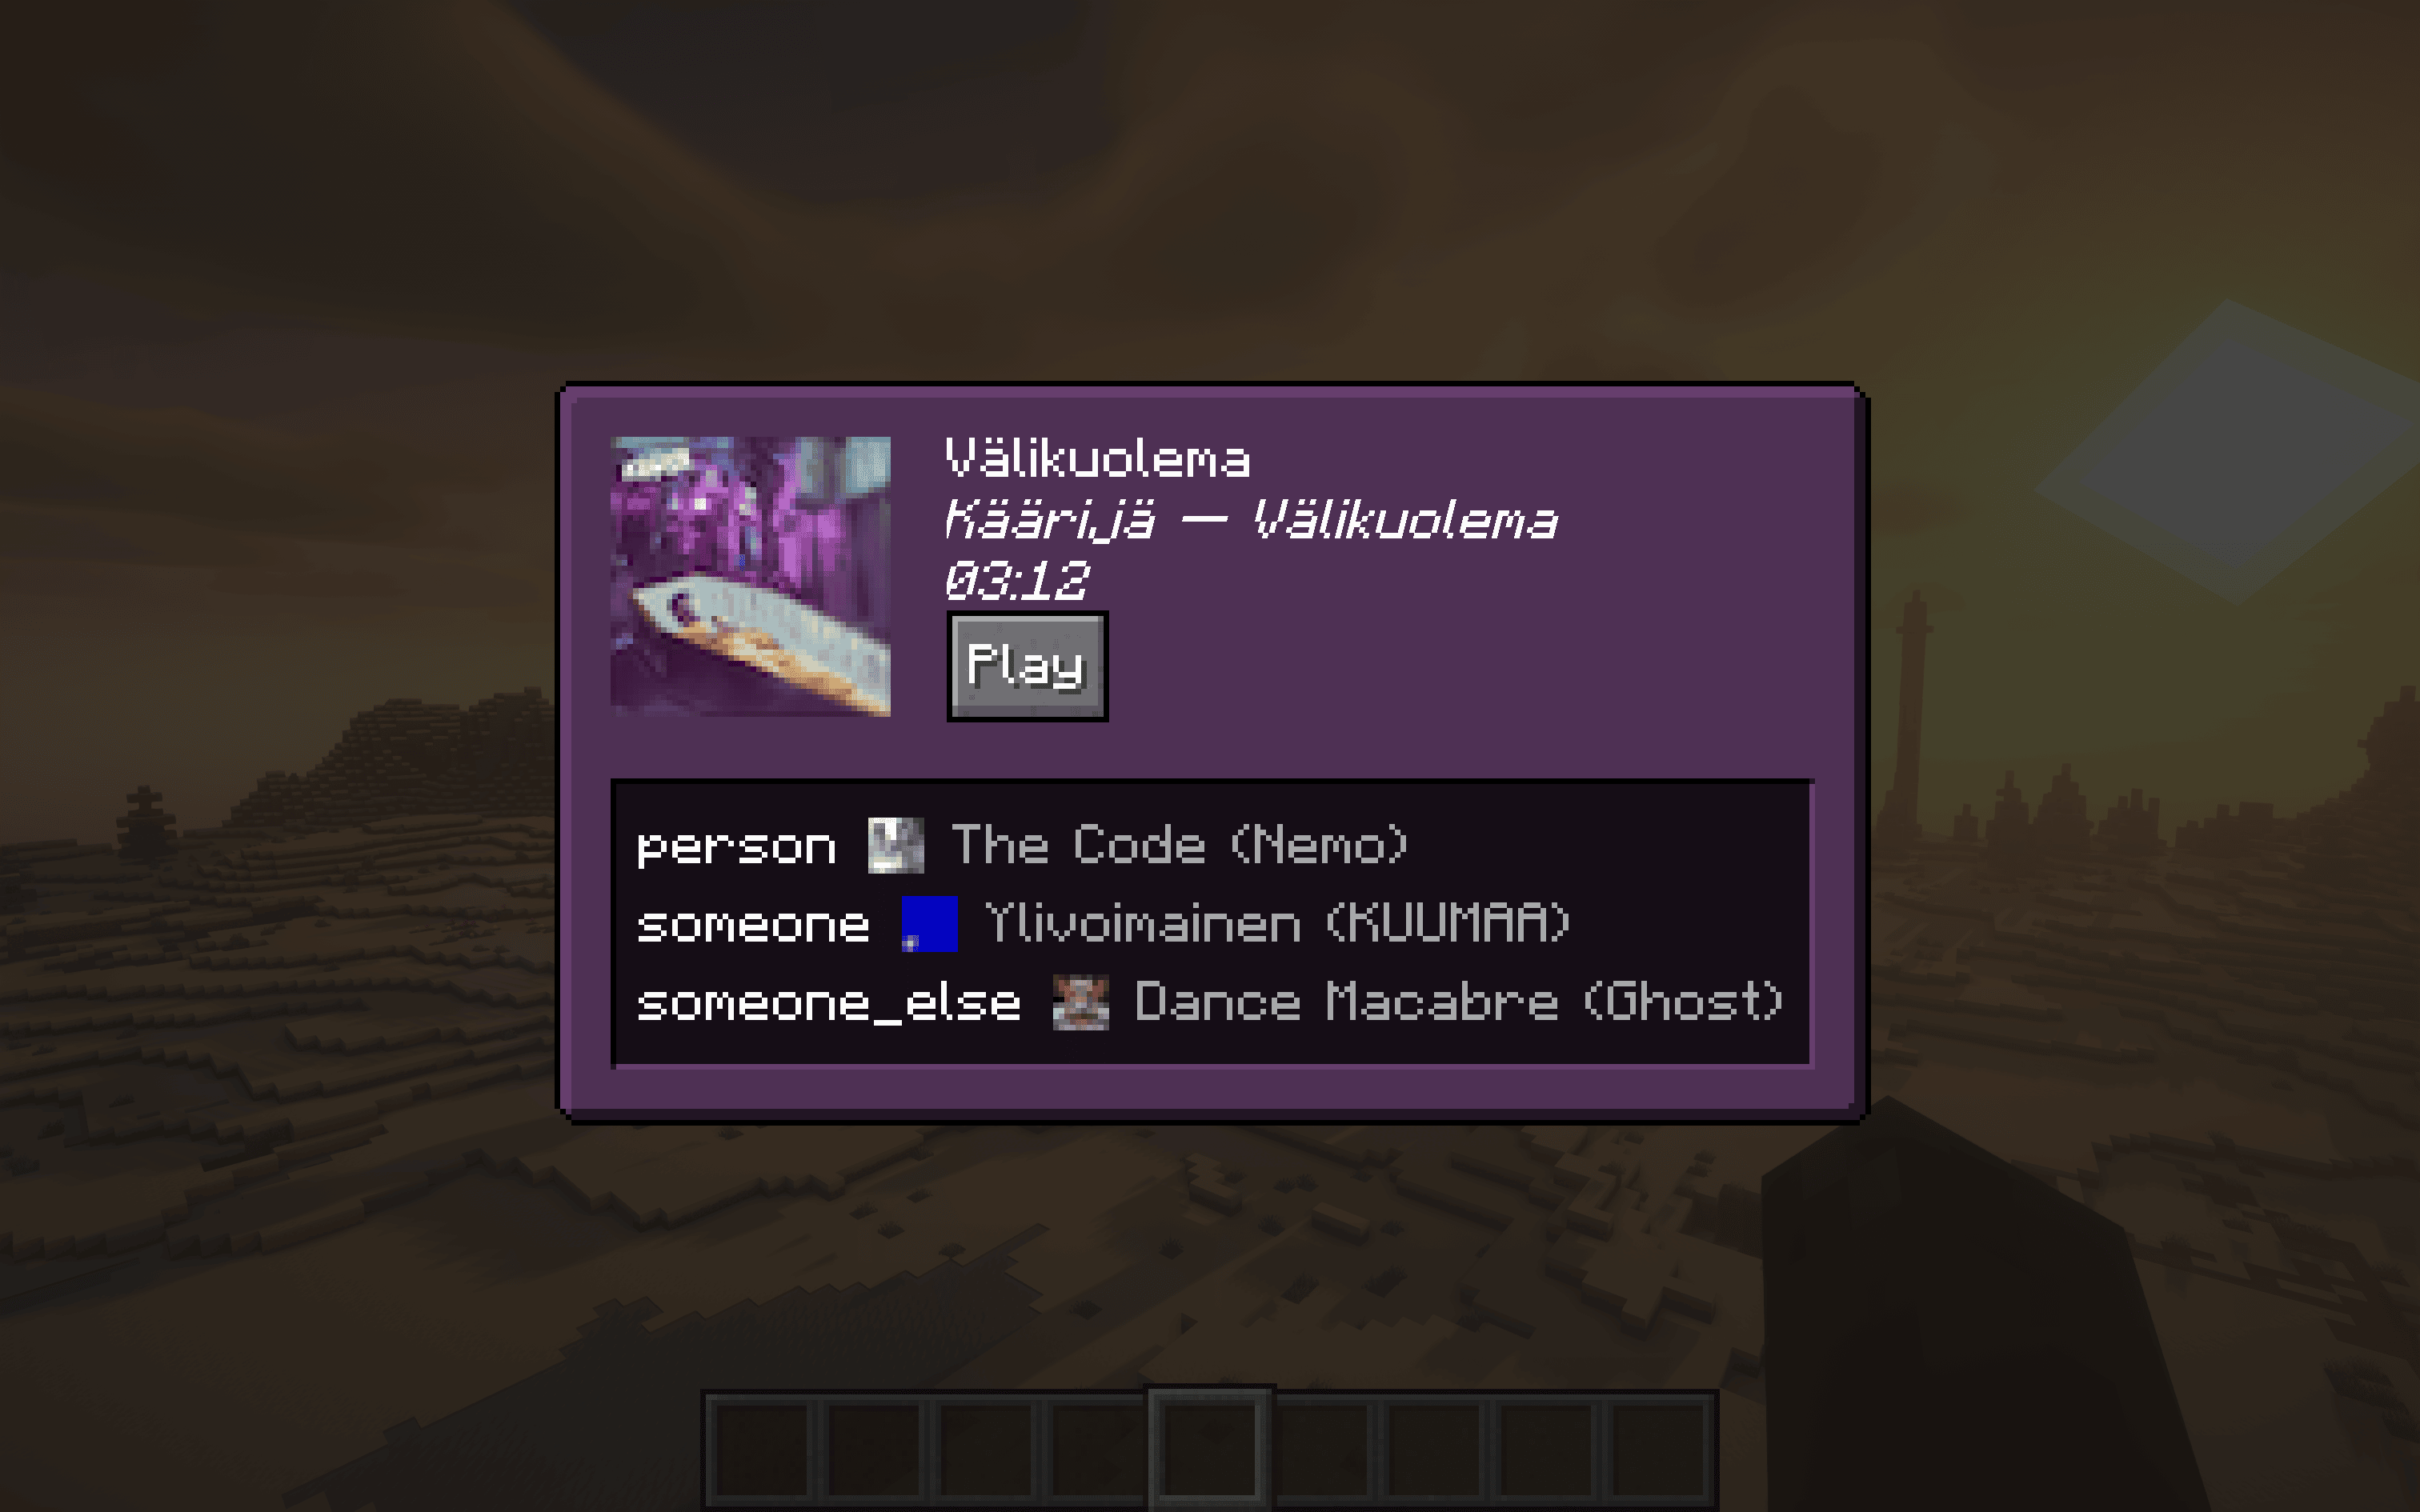 Välikuolema
Käärijä — Välikuolema
03:12
Play
person The Code (Nemo)
someone Ylivoimainen (KUUMAA)
someone_else Dance Macabre (Ghost)